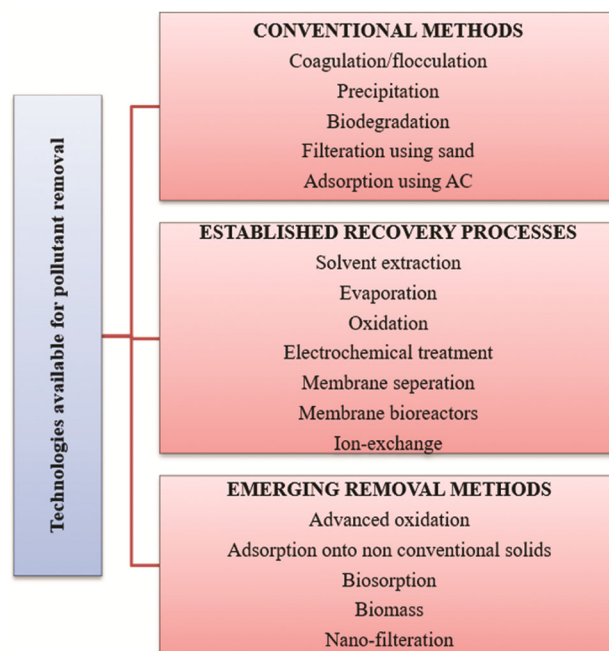 Technologies available for pollutant removal
CONVENTIONAL METHODS
Coagulation/flocculation
Precipitation
Biodegradation
Filteration using sand
Adsorption using AC
ESTABLISHED RECOVERY PROCESSES
Solvent extraction
Evaporation
Oxidation
Electrochemical treatment
Membrane seperation
Membrane bioreactors
Ion-exchange
EMERGING REMOVAL METHODS
Advanced oxidation
Adsorption onto non conventional solids
Biosorption
Biomass
Nano-filteration